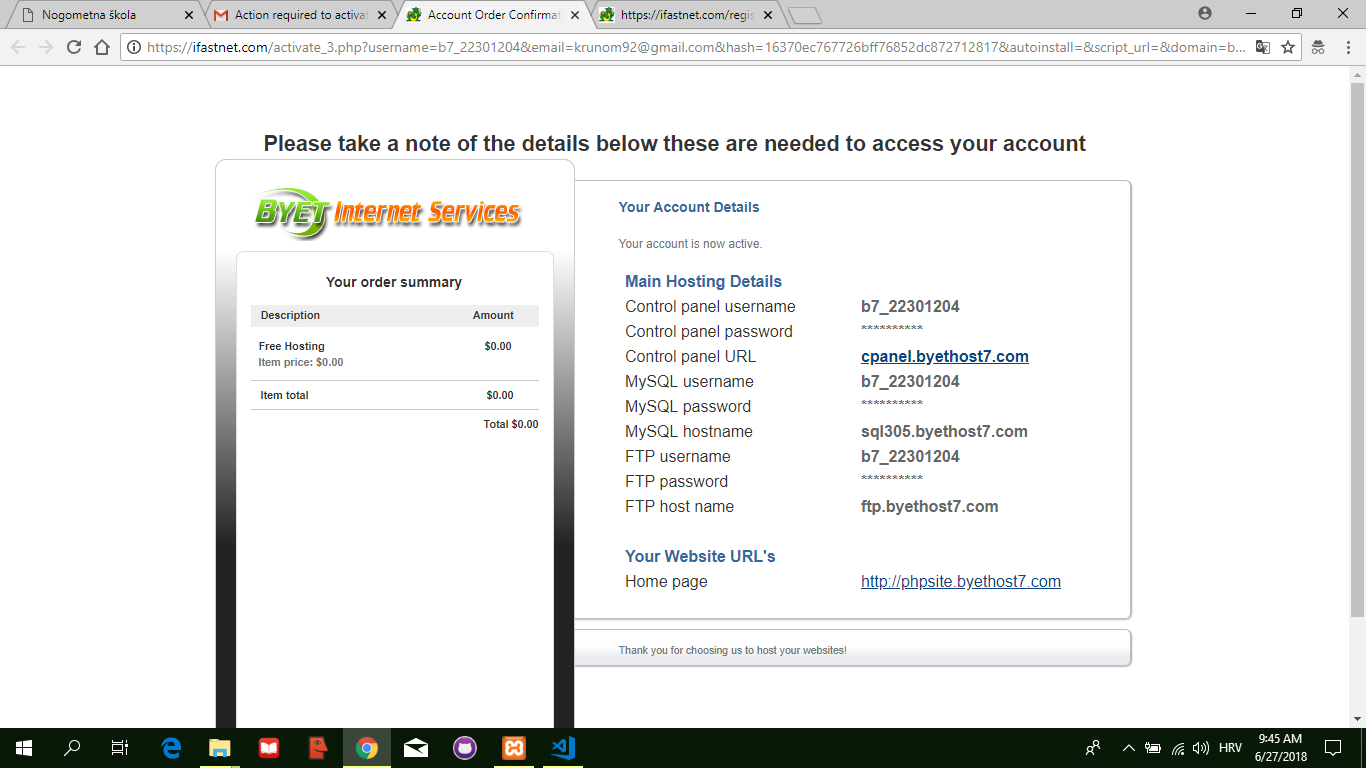 Nogometna škola
Action required to activat
Account Order Confirmat
https://ifastnet.com/regis
https://ifastnet.com/activate_3.php?username=b7_22301204&email=krunom92@gmail.com&hash=16370ec767726bff76852dc872712817&autoinstall=&script_url=&domain=b...
Please take a note of the details below these are needed to access your account
BYET Internet Services
Your order summary
Description Amount
Free Hosting $0.00
Item price: $0.00
Item total $0.00
Total $0.00
Your Account Details
Your account is now active.
Main Hosting Details
Control panel username b7_22301204
Control panel password **********
Control panel URL cpanel.byethost7.com
MySQL username b7_22301204
MySQL password **********
MySQL hostname sql305.byethost7.com
FTP username b7_22301204
FTP password **********
FTP host name ftp.byethost7.com
Your Website URL's
Home page http://phpsite.byethost7.com
Thank you for choosing us to host your websites!
HRV
9:45 AM
6/27/2018